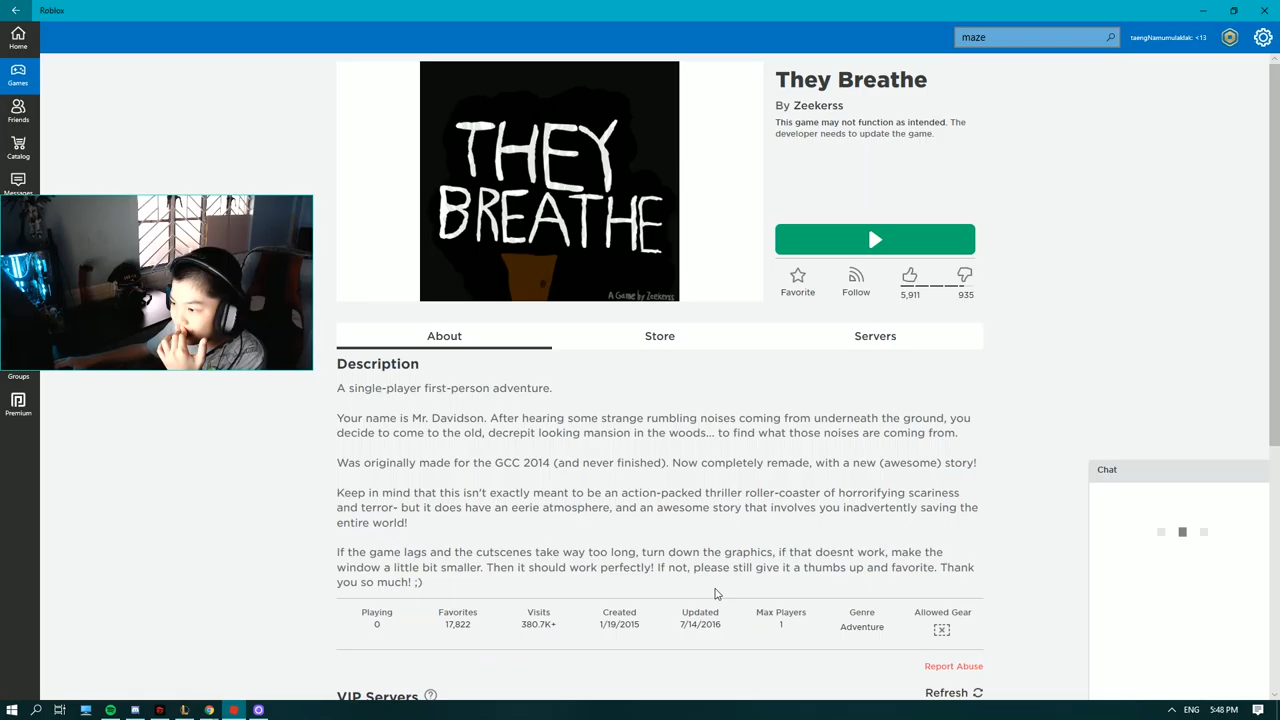 Roblox
maze
taengNamumulaklak: <13
Home
Games
Friends
Catalog
Messages
Groups
Premium
THEY
BREATHE
A Game by Zeekerss
They Breathe
By Zeekerss
This game may not function as intended. The
developer needs to update the game.
Favorite
Follow
5,911
935
About
Store
Servers
Description
A single-player first-person adventure.
Your name is Mr. Davidson. After hearing some strange rumbling noises coming from underneath the ground, you
decide to come to the old, decrepit looking mansion in the woods... to find what those noises are coming from.
Was originally made for the GCC 2014 (and never finished). Now completely remade, with a new (awesome) story!
Keep in mind that this isn't exactly meant to be an action-packed thriller roller-coaster of horrorifying scariness
and terror- but it does have an eerie atmosphere, and an awesome story that involves you inadvertently saving the
entire world!
If the game lags and the cutscenes take way too long, turn down the graphics, if that doesnt work, make the
window a little bit smaller. Then it should work perfectly! If not, please still give it a thumbs up and favorite. Thank
you so much! ;)
Playing
Favorites
Visits
Created
Updated
Max Players
Genre
Allowed Gear
0
17,822
380.7K+
1/19/2015
7/14/2016
1
Adventure
Report Abuse
VIP Servers
Refresh
Chat
ENG
5:48 PM